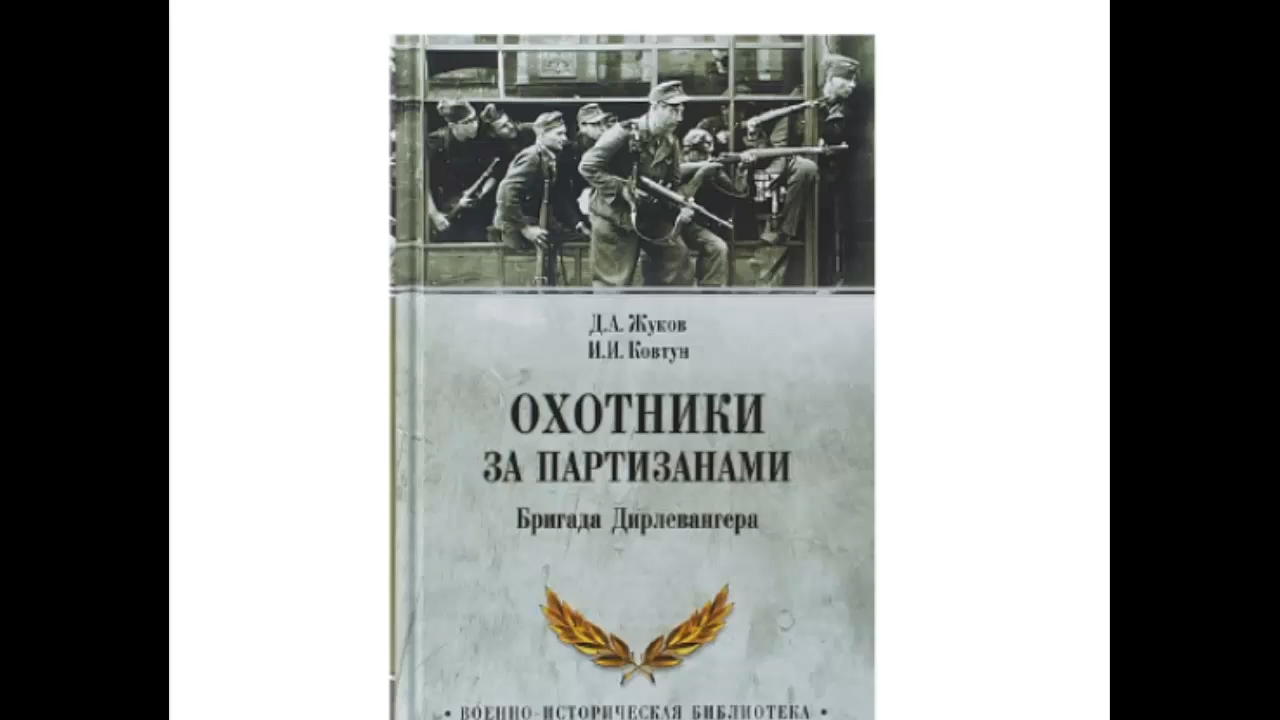 Д.А. Жуков
И.И. Ковтун
ОХОТНИКИ
ЗА ПАРТИЗАНАМИ
Бригада Дирлевангера
• ВОЕННО-ИСТОРИЧЕСКАЯ БИБЛИОТЕКА •